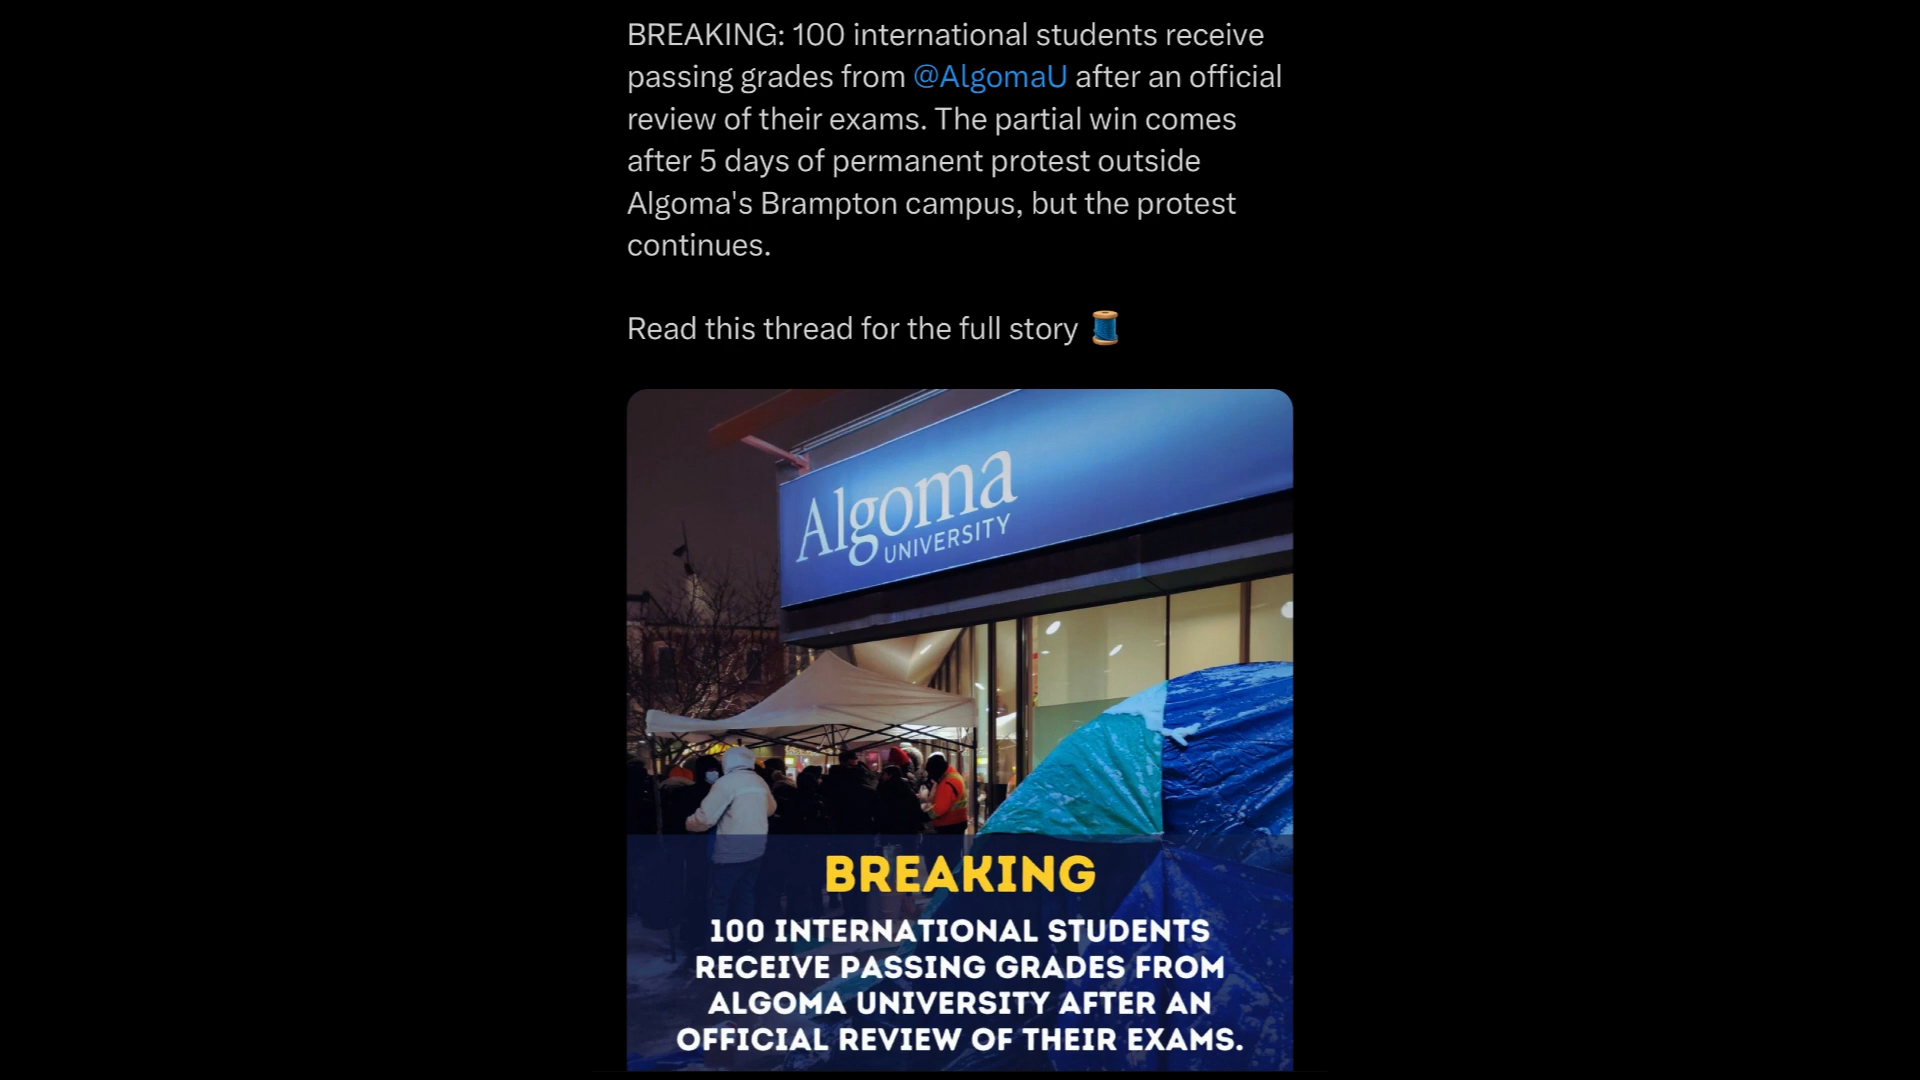 BREAKING: 100 international students receive
passing grades from @AlgomaU after an official
review of their exams. The partial win comes
after 5 days of permanent protest outside
Algoma's Brampton campus, but the protest
continues.
Read this thread for the full story 🧵
Algoma
UNIVERSITY
BREAKING
100 INTERNATIONAL STUDENTS
RECEIVE PASSING GRADES FROM
ALGOMA UNIVERSITY AFTER AN
OFFICIAL REVIEW OF THEIR EXAMS.